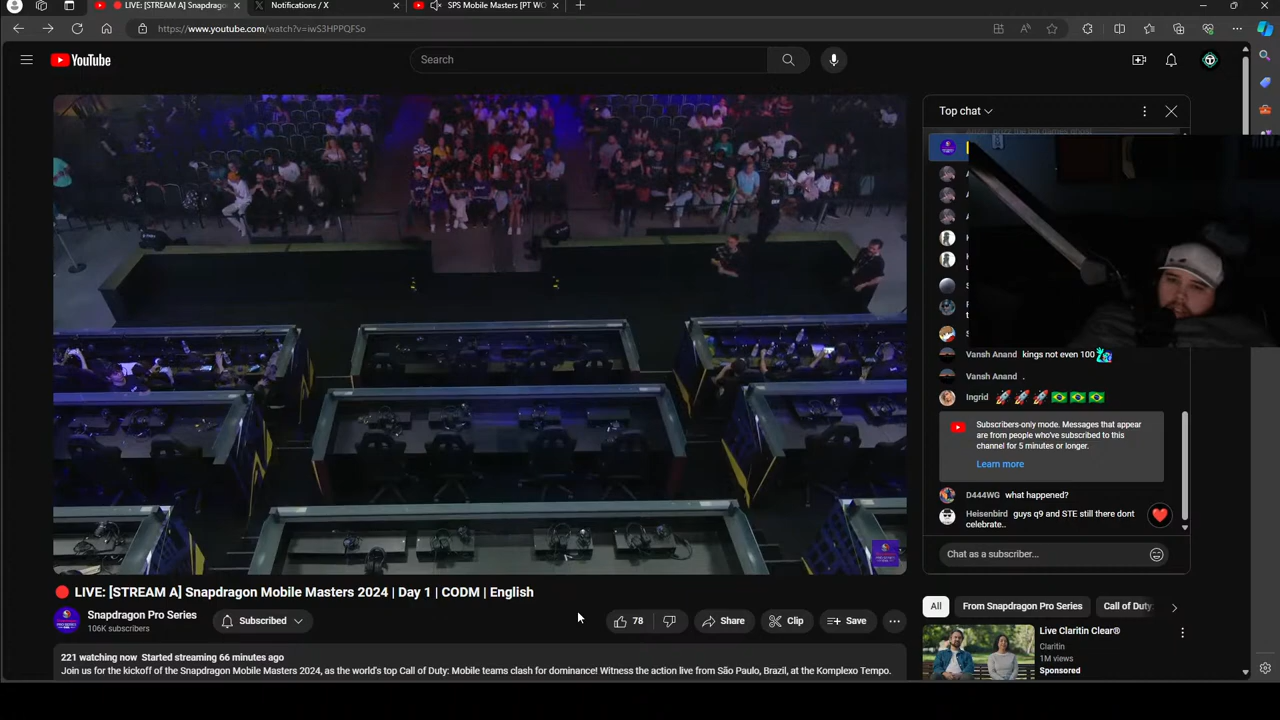 LIVE: [STREAM A] Snapdrago
Notifications / X
SPS Mobile Masters [PT WO
https://www.youtube.com/watch?v=iwS3HPPQFSo
YouTube
Search
Top chat
Vansh Anand kings not even 100
Vansh Anand .
Ingrid 🚀🚀🚀🇧🇷🇧🇷🇧🇷
Subscribers-only mode. Messages that appear
are from people who've subscribed to this
channel for 5 minutes or longer.
Learn more
D444WG what happened?
Heisenbird guys q9 and STE still there dont
celebrate..
Chat as a subscriber...
LIVE: [STREAM A] Snapdragon Mobile Masters 2024 | Day 1 | CODM | English
Snapdragon Pro Series
106K subscribers
Subscribed
78
Share
Clip
Save
All
From Snapdragon Pro Series
Call of Duty:
221 watching now Started streaming 66 minutes ago
Join us for the kickoff of the Snapdragon Mobile Masters 2024, as the world's top Call of Duty: Mobile teams clash for dominance! Witness the action live from São Paulo, Brazil, at the Komplexo Tempo.
Live Claritin Clear®
Claritin
1M views
Sponsored